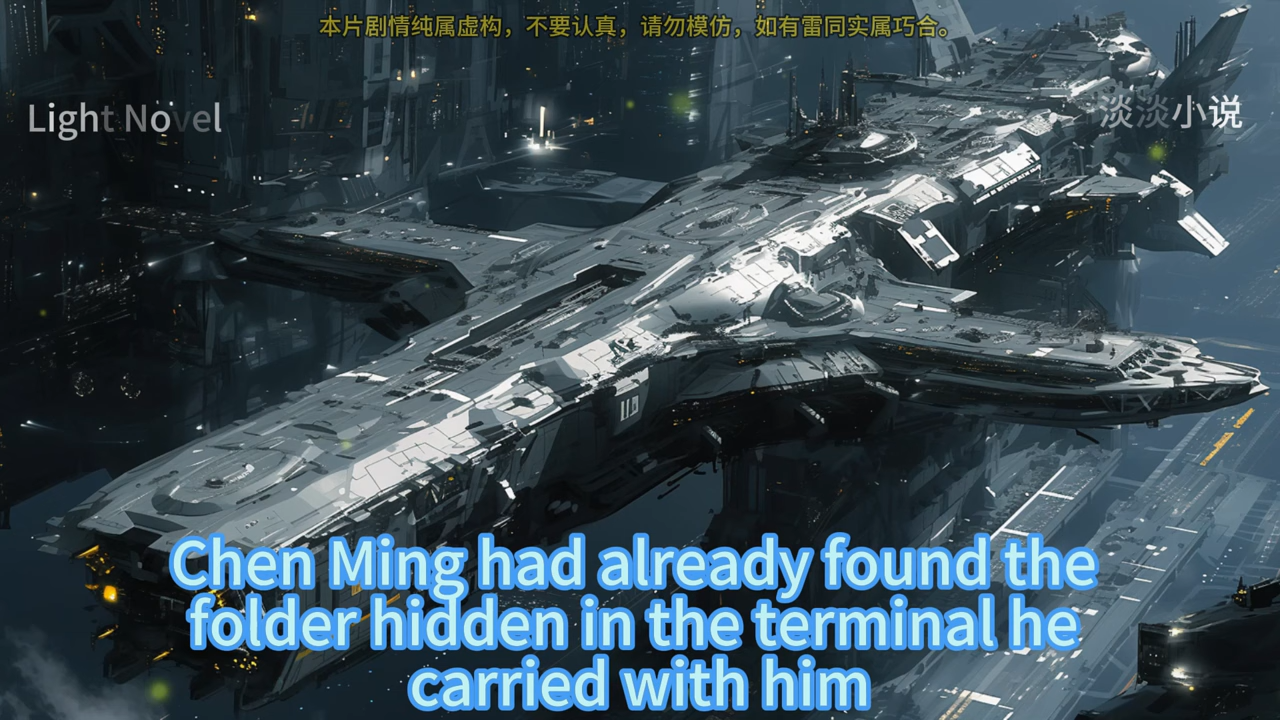 本片剧情纯属虚构，不要认真，请勿模仿，如有雷同实属巧合。
Light Novel
淡淡小说
Chen Ming had already found the
folder hidden in the terminal he
carried with him